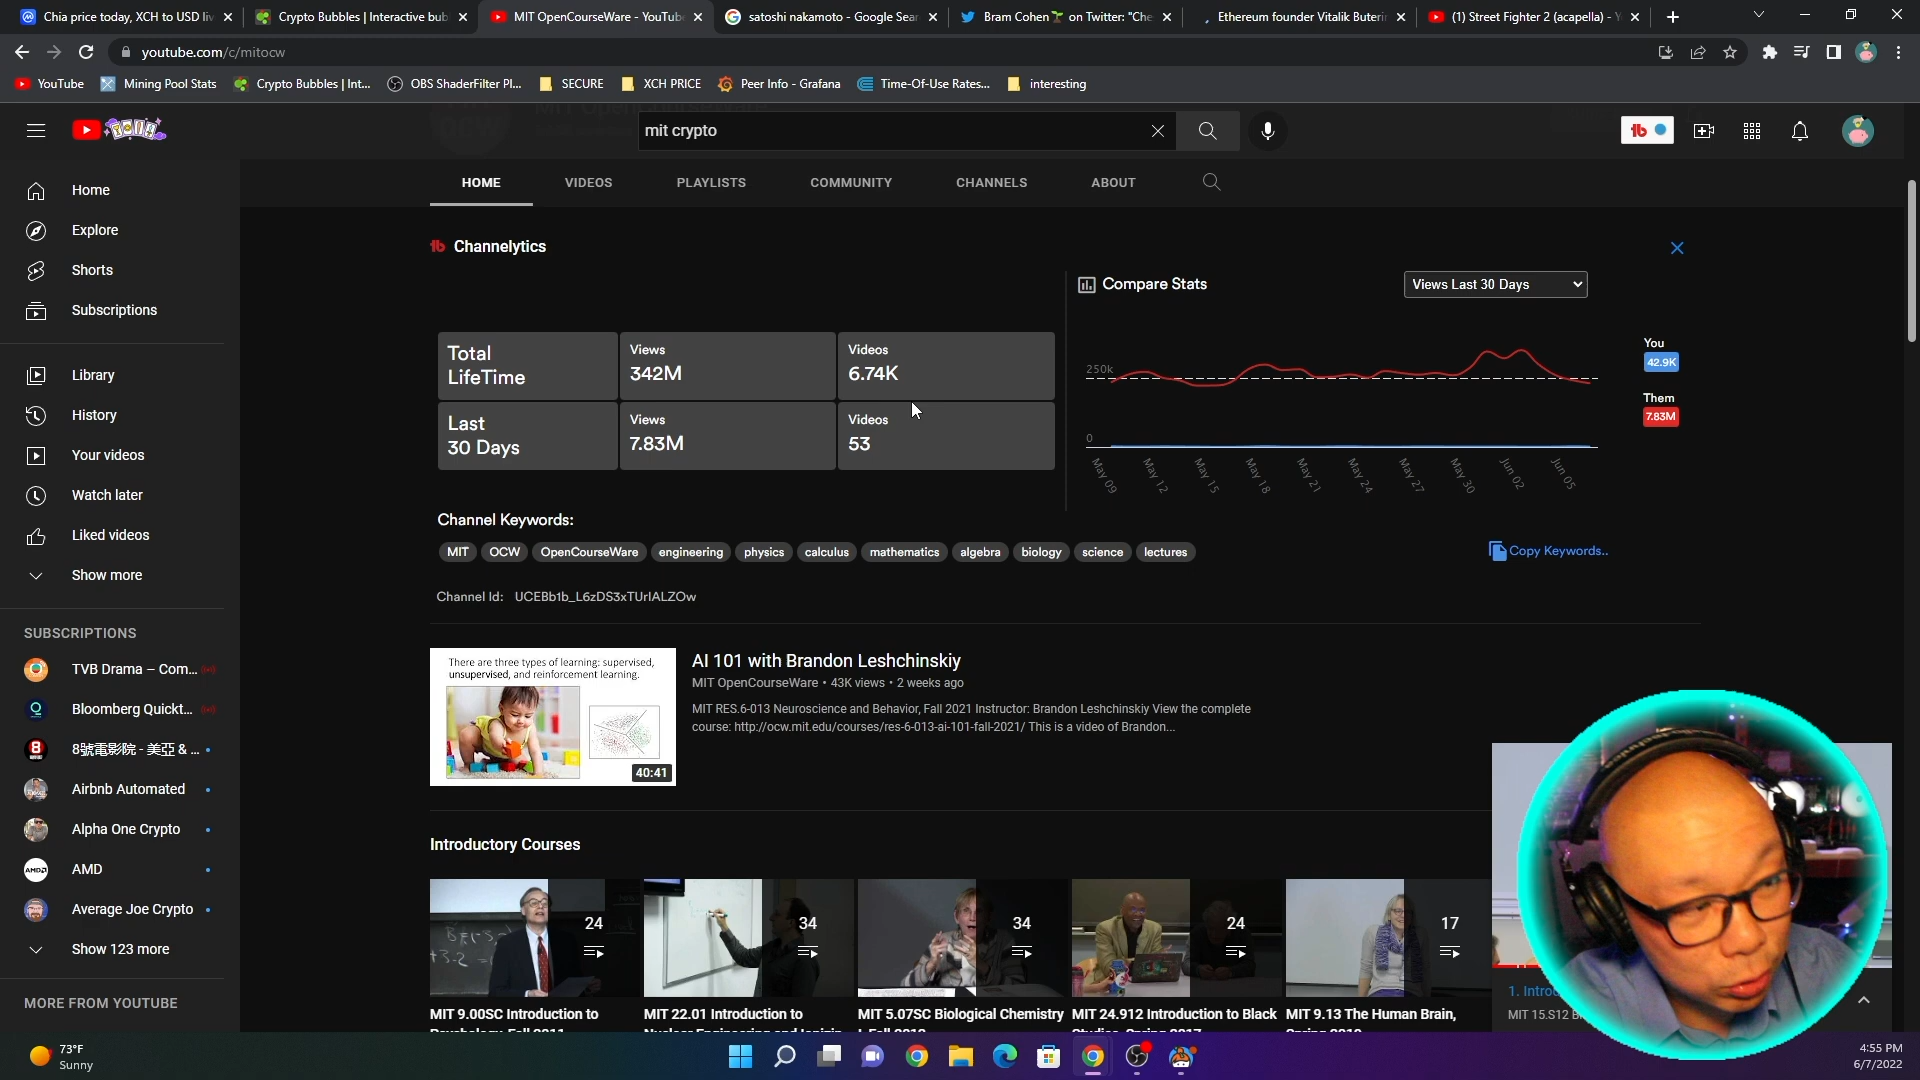 Chia price today, XCH to USD liv
Crypto Bubbles | Interactive bub
MIT OpenCourseWare - YouTub
satoshi nakamoto - Google Sear
Bram Cohen🌱 on Twitter: "Che
Ethereum founder Vitalik Buterin
(1) Street Fighter 2 (acapella) - Y
youtube.com/c/mitocw
YouTube
Mining Pool Stats
Crypto Bubbles | Int...
OBS ShaderFilter Pl...
SECURE
XCH PRICE
Peer Info - Grafana
Time-Of-Use Rates...
interesting
mit crypto
Home
Explore
Shorts
Subscriptions
Library
History
Your videos
Watch later
Liked videos
Show more
SUBSCRIPTIONS
TVB Drama – Com...
Bloomberg Quickt...
8號電影院 - 美亞 & ...
Airbnb Automated
Alpha One Crypto
AMD
Average Joe Crypto
Show 123 more
MORE FROM YOUTUBE
HOME
VIDEOS
PLAYLISTS
COMMUNITY
CHANNELS
ABOUT
Channelytics
Total
LifeTime
Views
342M
Videos
6.74K
Last
30 Days
Views
7.83M
Videos
53
Compare Stats
Views Last 30 Days
250k
0
May 09
May 12
May 15
May 18
May 21
May 24
May 27
May 30
Jun 02
Jun 05
You
42.9K
Them
7.83M
Channel Keywords:
MIT
OCW
OpenCourseWare
engineering
physics
calculus
mathematics
algebra
biology
science
lectures
Copy Keywords..
Channel Id: UCEBb1b_L6zDS3xTUrIALZOw
There are three types of learning: supervised,
unsupervised, and reinforcement learning.
40:41
AI 101 with Brandon Leshchinskiy
MIT OpenCourseWare • 43K views • 2 weeks ago
MIT RES.6-013 Neuroscience and Behavior, Fall 2021 Instructor: Brandon Leshchinskiy View the complete
course: http://ocw.mit.edu/courses/res-6-013-ai-101-fall-2021/ This is a video of Brandon...
Introductory Courses
24
34
34
24
17
MIT 9.00SC Introduction to
MIT 22.01 Introduction to
MIT 5.07SC Biological Chemistry
MIT 24.912 Introduction to Black
MIT 9.13 The Human Brain,
1. Intro
MIT 15.S12 B
73°F
Sunny
4:55 PM
6/7/2022